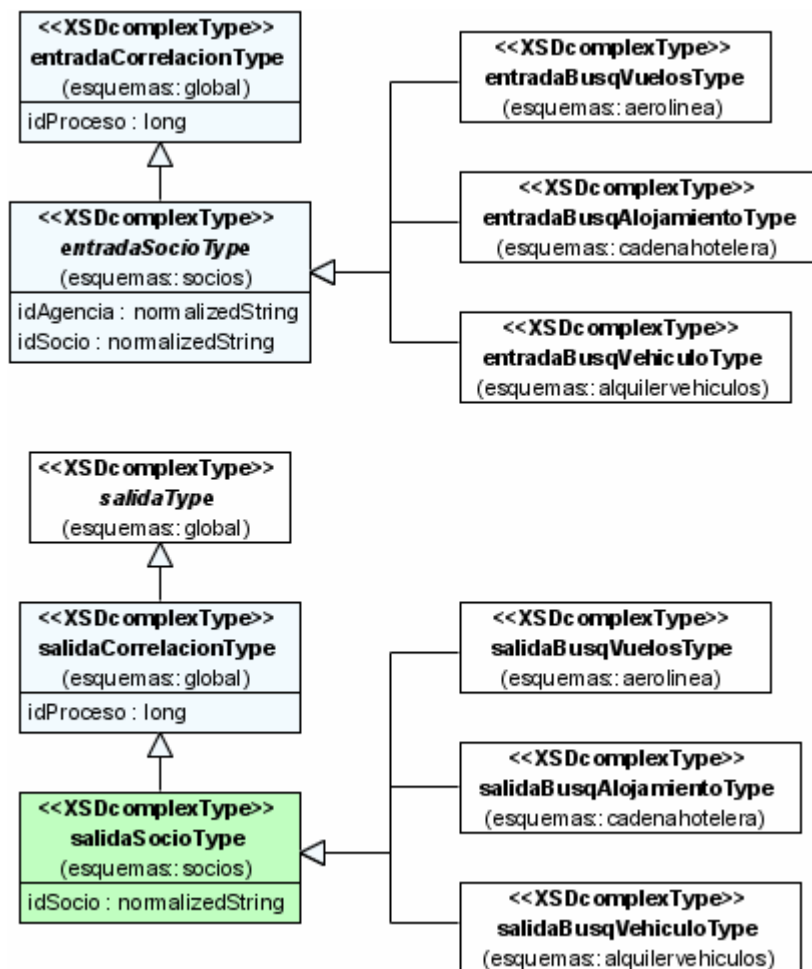 <<XSDcomplexType>>
entradaCorrelacionType
(esquemas::global)
idProceso : long
<<XSDcomplexType>>
entradaSocioType
(esquemas::socios)
idAgencia : normalizedString
idSocio : normalizedString
<<XSDcomplexType>>
entradaBusqVuelosType
(esquemas::aerolinea)
<<XSDcomplexType>>
entradaBusqAlojamientoType
(esquemas::cadenahotelera)
<<XSDcomplexType>>
entradaBusqVehiculoType
(esquemas::alquilervehiculos)
<<XSDcomplexType>>
salidaType
(esquemas::global)
<<XSDcomplexType>>
salidaCorrelacionType
(esquemas::global)
idProceso : long
<<XSDcomplexType>>
salidaSocioType
(esquemas::socios)
idSocio : normalizedString
<<XSDcomplexType>>
salidaBusqVuelosType
(esquemas::aerolinea)
<<XSDcomplexType>>
salidaBusqAlojamientoType
(esquemas::cadenahotelera)
<<XSDcomplexType>>
salidaBusqVehiculoType
(esquemas::alquilervehiculos)